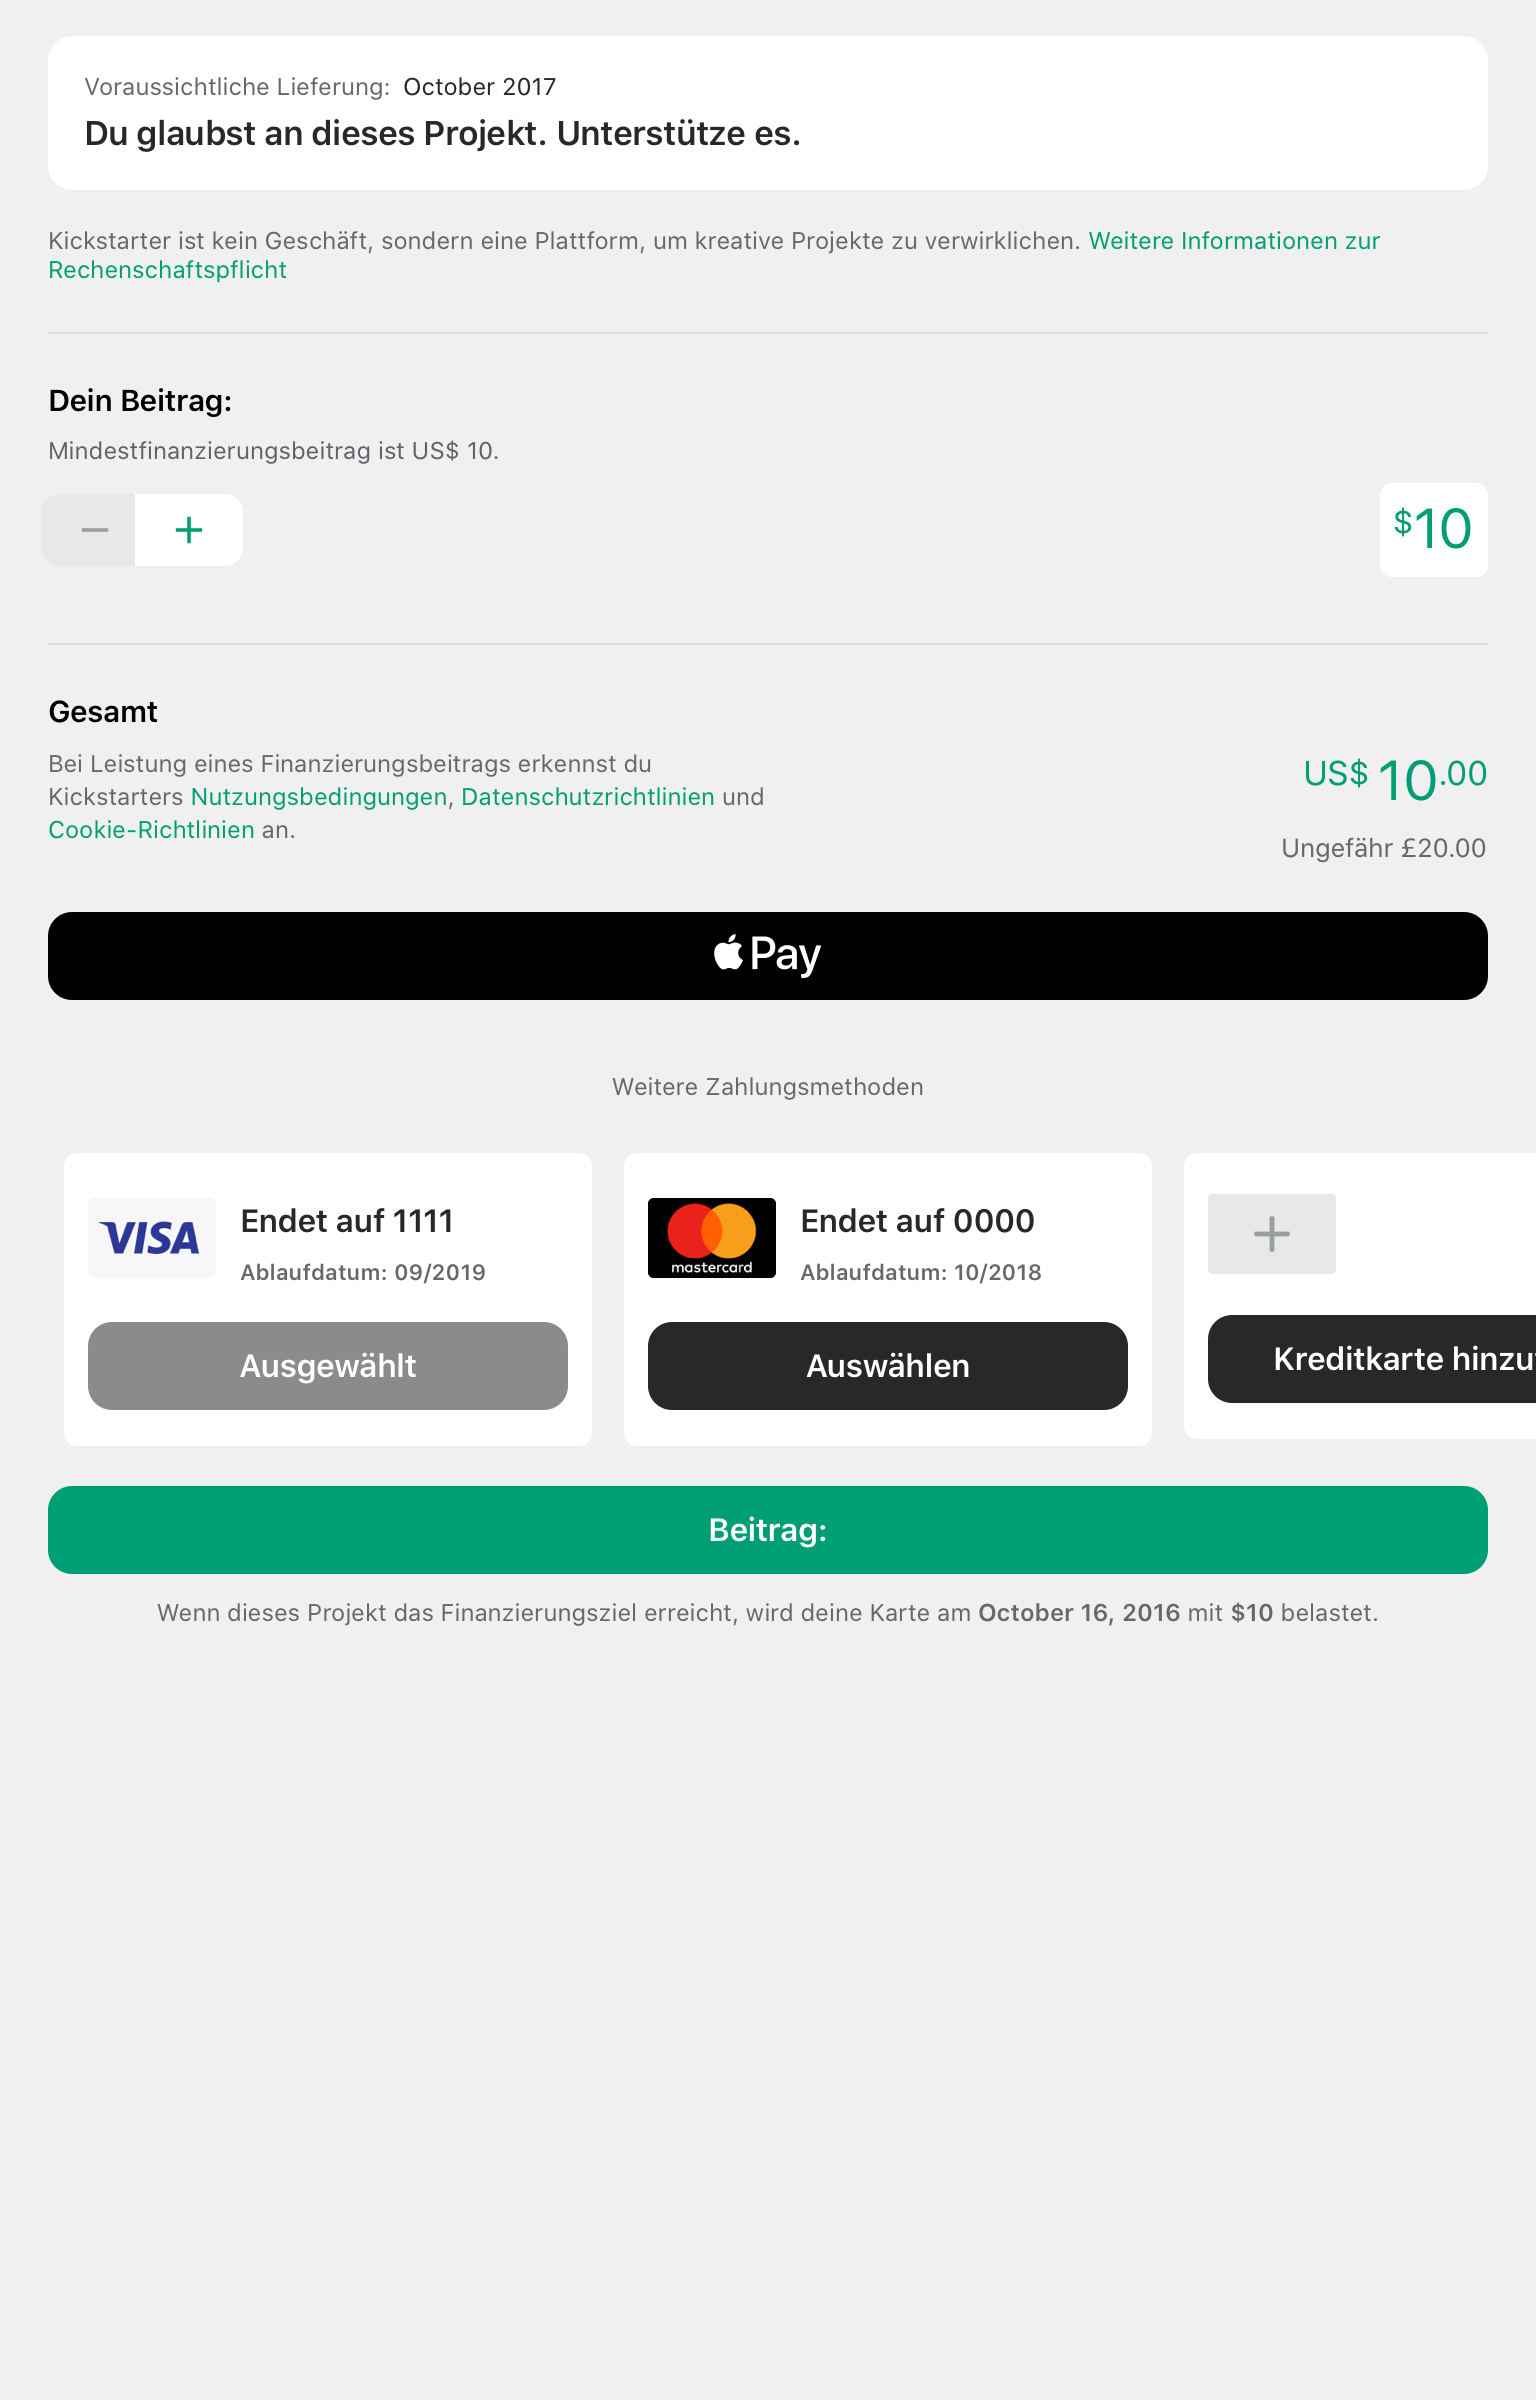 Voraussichtliche Lieferung: October 2017
Du glaubst an dieses Projekt. Unterstütze es.
Kickstarter ist kein Geschäft, sondern eine Plattform, um kreative Projekte zu verwirklichen. Weitere Informationen zur
Rechenschaftspflicht
Dein Beitrag:
Mindestfinanzierungsbeitrag ist US$ 10.
$10
Gesamt
Bei Leistung eines Finanzierungsbeitrags erkennst du
Kickstarters Nutzungsbedingungen, Datenschutzrichtlinien und
Cookie-Richtlinien an.
US$ 10.00
Ungefähr £20.00
Pay
Weitere Zahlungsmethoden
VISA
Endet auf 1111
Ablaufdatum: 09/2019
Ausgewählt
mastercard
Endet auf 0000
Ablaufdatum: 10/2018
Auswählen
Kreditkarte
Beitrag:
Wenn dieses Projekt das Finanzierungsziel erreicht, wird deine Karte am October 16, 2016 mit $10 belastet.